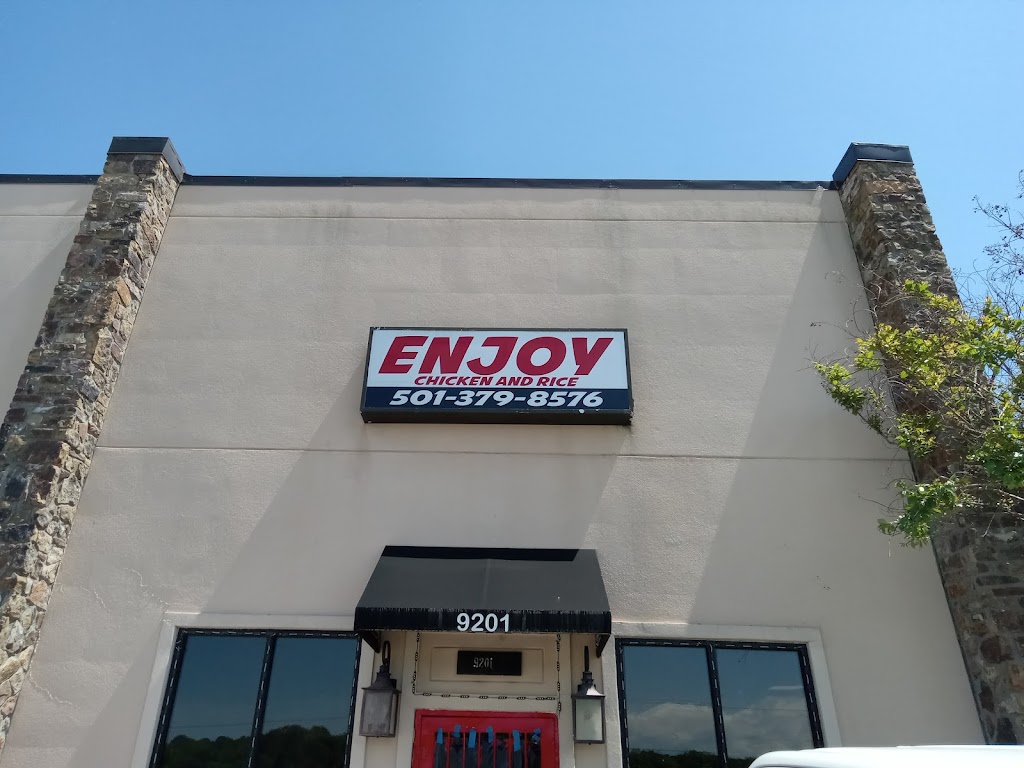 ENJOY
CHICKEN AND RICE
501-379-8576
9201
9201